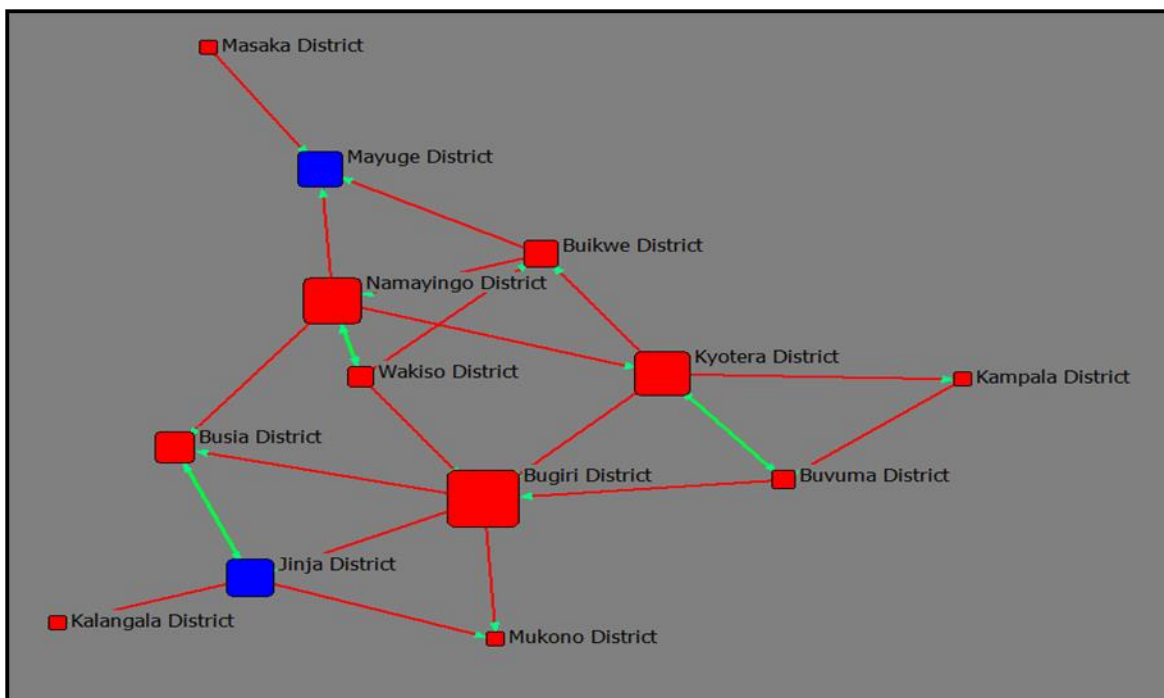 Masaka District
Mayuge District
Buikwe District
Namayingo District
Kyotera District
Wakiso District
Kampala District
Busia District
Bugiri District
Buvuma District
Jinja District
Kalangala District
Mukono District